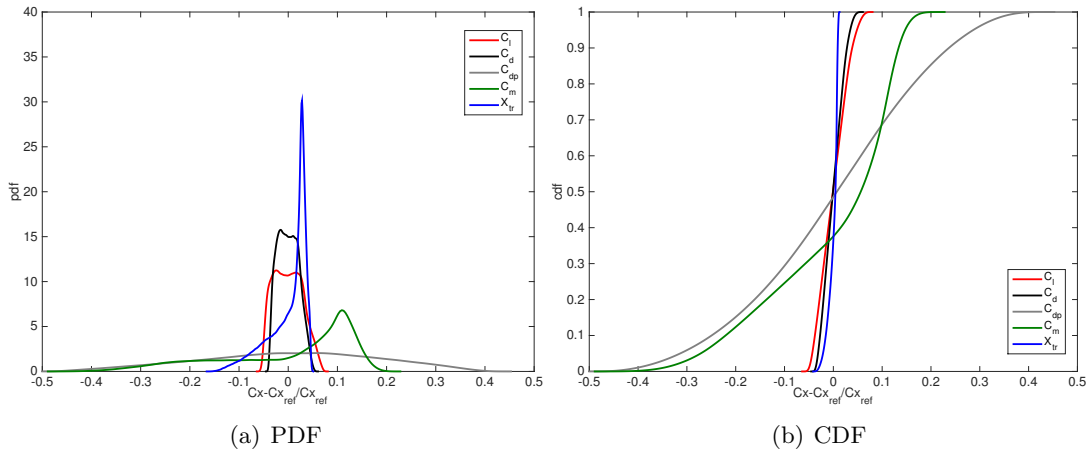 40
35
30
25
20
15
10
5
0
pdf
-0.5 -0.4 -0.3 -0.2 -0.1 0 0.1 0.2 0.3 0.4 0.5
Cx-Cx_ref/Cx_ref
C_l
C_d
C_dp
C_m
X_tr
(a) PDF
1
0.9
0.8
0.7
0.6
0.5
0.4
0.3
0.2
0.1
0
cdf
-0.5 -0.4 -0.3 -0.2 -0.1 0 0.1 0.2 0.3 0.4 0.5
Cx-Cx_ref/Cx_ref
C_l
C_d
C_dp
C_m
X_tr
(b) CDF